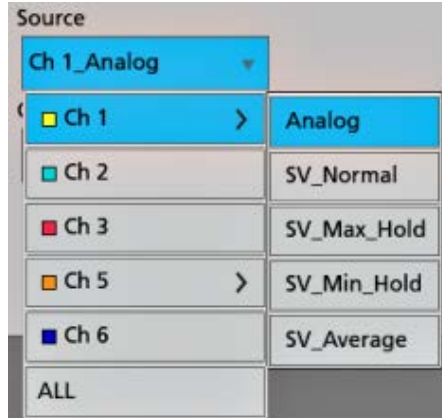 Source
Ch 1_Analog
Ch 1
Analog
Ch 2
SV_Normal
Ch 3
SV_Max_Hold
Ch 5
SV_Min_Hold
Ch 6
SV_Average
ALL